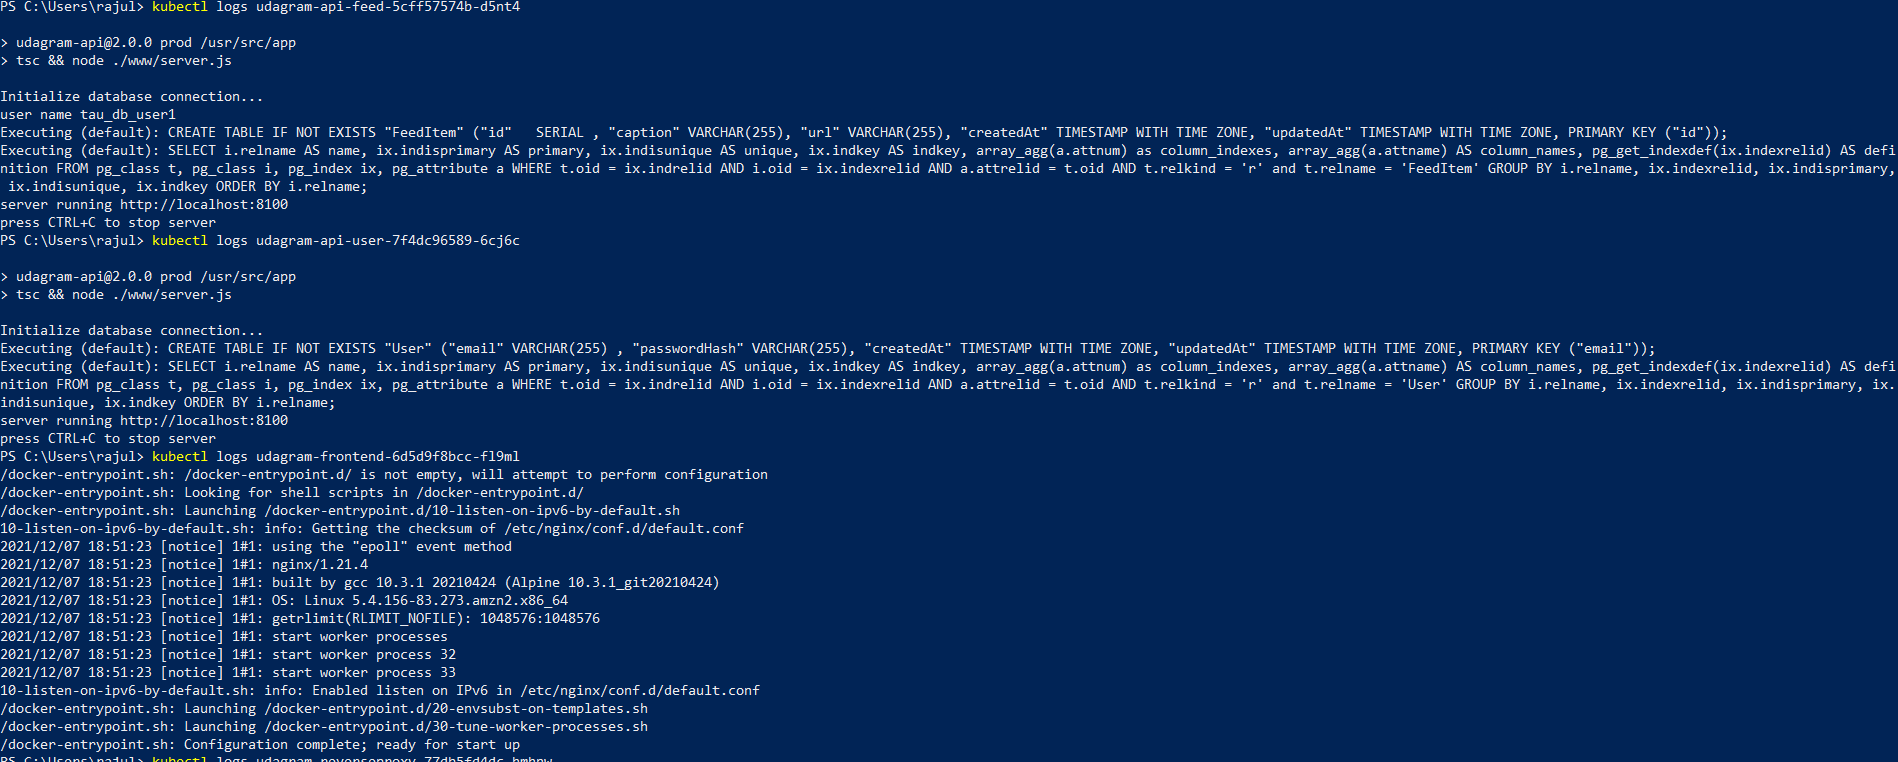 PS C:\Users\rajul> kubectl logs udagram-api-feed-5cff57574b-d5nt4
> udagram-api@2.0.0 prod /usr/src/app
> tsc && node ./www/server.js
Initialize database connection...
user name tau_db_user1
Executing (default): CREATE TABLE IF NOT EXISTS "FeedItem" ("id"   SERIAL , "caption" VARCHAR(255), "url" VARCHAR(255), "createdAt" TIMESTAMP WITH TIME ZONE, "updatedAt" TIMESTAMP WITH TIME ZONE, PRIMARY KEY ("id"));
Executing (default): SELECT i.relname AS name, ix.indisprimary AS primary, ix.indisunique AS unique, ix.indkey AS indkey, array_agg(a.attnum) as column_indexes, array_agg(a.attname) AS column_names, pg_get_indexdef(ix.indexrelid) AS defi
nition FROM pg_class t, pg_class i, pg_index ix, pg_attribute a WHERE t.oid = ix.indrelid AND i.oid = ix.indexrelid AND a.attrelid = t.oid AND t.relkind = 'r' and t.relname = 'FeedItem' GROUP BY i.relname, ix.indexrelid, ix.indisprimary,
 ix.indisunique, ix.indkey ORDER BY i.relname;
server running http://localhost:8100
press CTRL+C to stop server
PS C:\Users\rajul> kubectl logs udagram-api-user-7f4dc96589-6cj6c
> udagram-api@2.0.0 prod /usr/src/app
> tsc && node ./www/server.js
Initialize database connection...
Executing (default): CREATE TABLE IF NOT EXISTS "User" ("email" VARCHAR(255) , "passwordHash" VARCHAR(255), "createdAt" TIMESTAMP WITH TIME ZONE, "updatedAt" TIMESTAMP WITH TIME ZONE, PRIMARY KEY ("email"));
Executing (default): SELECT i.relname AS name, ix.indisprimary AS primary, ix.indisunique AS unique, ix.indkey AS indkey, array_agg(a.attnum) as column_indexes, array_agg(a.attname) AS column_names, pg_get_indexdef(ix.indexrelid) AS defi
nition FROM pg_class t, pg_class i, pg_index ix, pg_attribute a WHERE t.oid = ix.indrelid AND i.oid = ix.indexrelid AND a.attrelid = t.oid AND t.relkind = 'r' and t.relname = 'User' GROUP BY i.relname, ix.indexrelid, ix.indisprimary, ix.
indisunique, ix.indkey ORDER BY i.relname;
server running http://localhost:8100
press CTRL+C to stop server
PS C:\Users\rajul> kubectl logs udagram-frontend-6d5d9f8bcc-fl9ml
/docker-entrypoint.sh: /docker-entrypoint.d/ is not empty, will attempt to perform configuration
/docker-entrypoint.sh: Looking for shell scripts in /docker-entrypoint.d/
/docker-entrypoint.sh: Launching /docker-entrypoint.d/10-listen-on-ipv6-by-default.sh
10-listen-on-ipv6-by-default.sh: info: Getting the checksum of /etc/nginx/conf.d/default.conf
2021/12/07 18:51:23 [notice] 1#1: using the "epoll" event method
2021/12/07 18:51:23 [notice] 1#1: nginx/1.21.4
2021/12/07 18:51:23 [notice] 1#1: built by gcc 10.3.1 20210424 (Alpine 10.3.1_git20210424)
2021/12/07 18:51:23 [notice] 1#1: OS: Linux 5.4.156-83.273.amzn2.x86_64
2021/12/07 18:51:23 [notice] 1#1: getrlimit(RLIMIT_NOFILE): 1048576:1048576
2021/12/07 18:51:23 [notice] 1#1: start worker processes
2021/12/07 18:51:23 [notice] 1#1: start worker process 32
2021/12/07 18:51:23 [notice] 1#1: start worker process 33
10-listen-on-ipv6-by-default.sh: info: Enabled listen on IPv6 in /etc/nginx/conf.d/default.conf
/docker-entrypoint.sh: Launching /docker-entrypoint.d/20-envsubst-on-templates.sh
/docker-entrypoint.sh: Launching /docker-entrypoint.d/30-tune-worker-processes.sh
/docker-entrypoint.sh: Configuration complete; ready for start up
PS C:\Users\rajul> kubectl logs